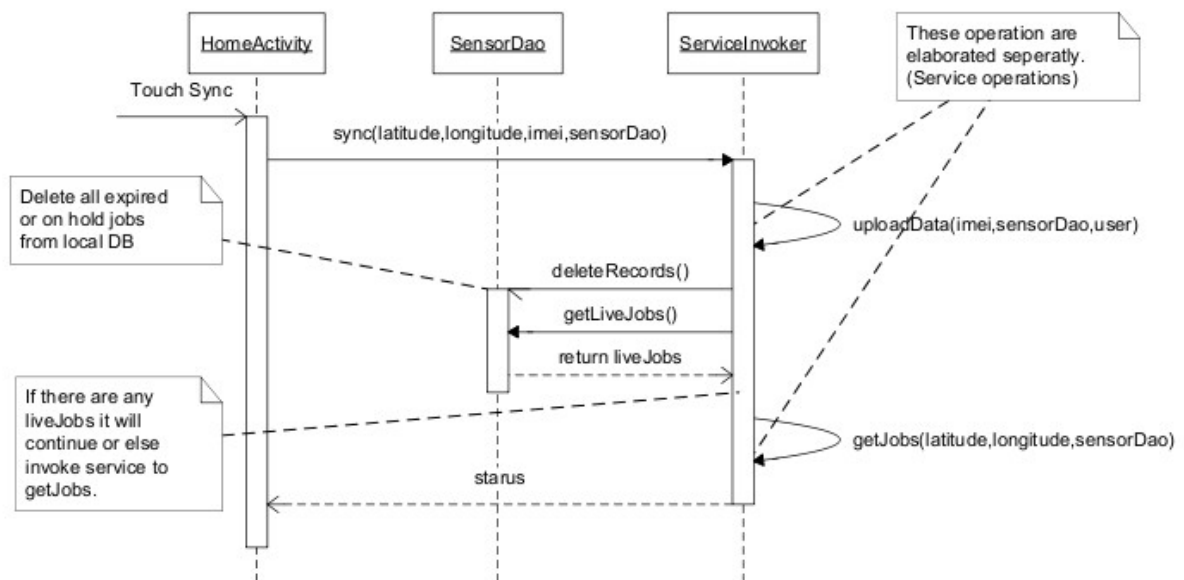 HomeActivity
SensorDao
ServiceInvoker
These operation are
elaborated seperatly.
(Service operations)
Touch Sync
sync(latitude,longitude,imei,sensorDao)
Delete all expired
or on hold jobs
from local DB
uploadData(imei,sensorDao,user)
deleteRecords()
getLiveJobs()
return liveJobs
If there are any
liveJobs it will
continue or else
invoke service to
getJobs.
getJobs(latitude,longitude,sensorDao)
starus